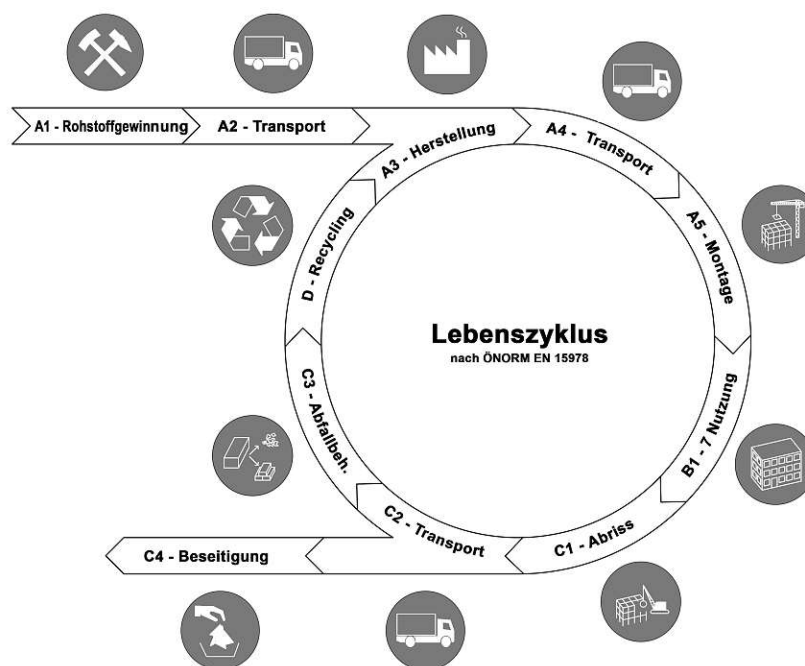 A1 - Rohstoffgewinnung
A2 - Transport
A3 - Herstellung
A4 - Transport
A5 - Montage
B1 - 7 Nutzung
C1 - Abriss
C2 - Transport
C3 - Abfallbeh.
C4 - Beseitigung
D - Recycling
Lebenszyklus
nach ÖNORM EN 15978